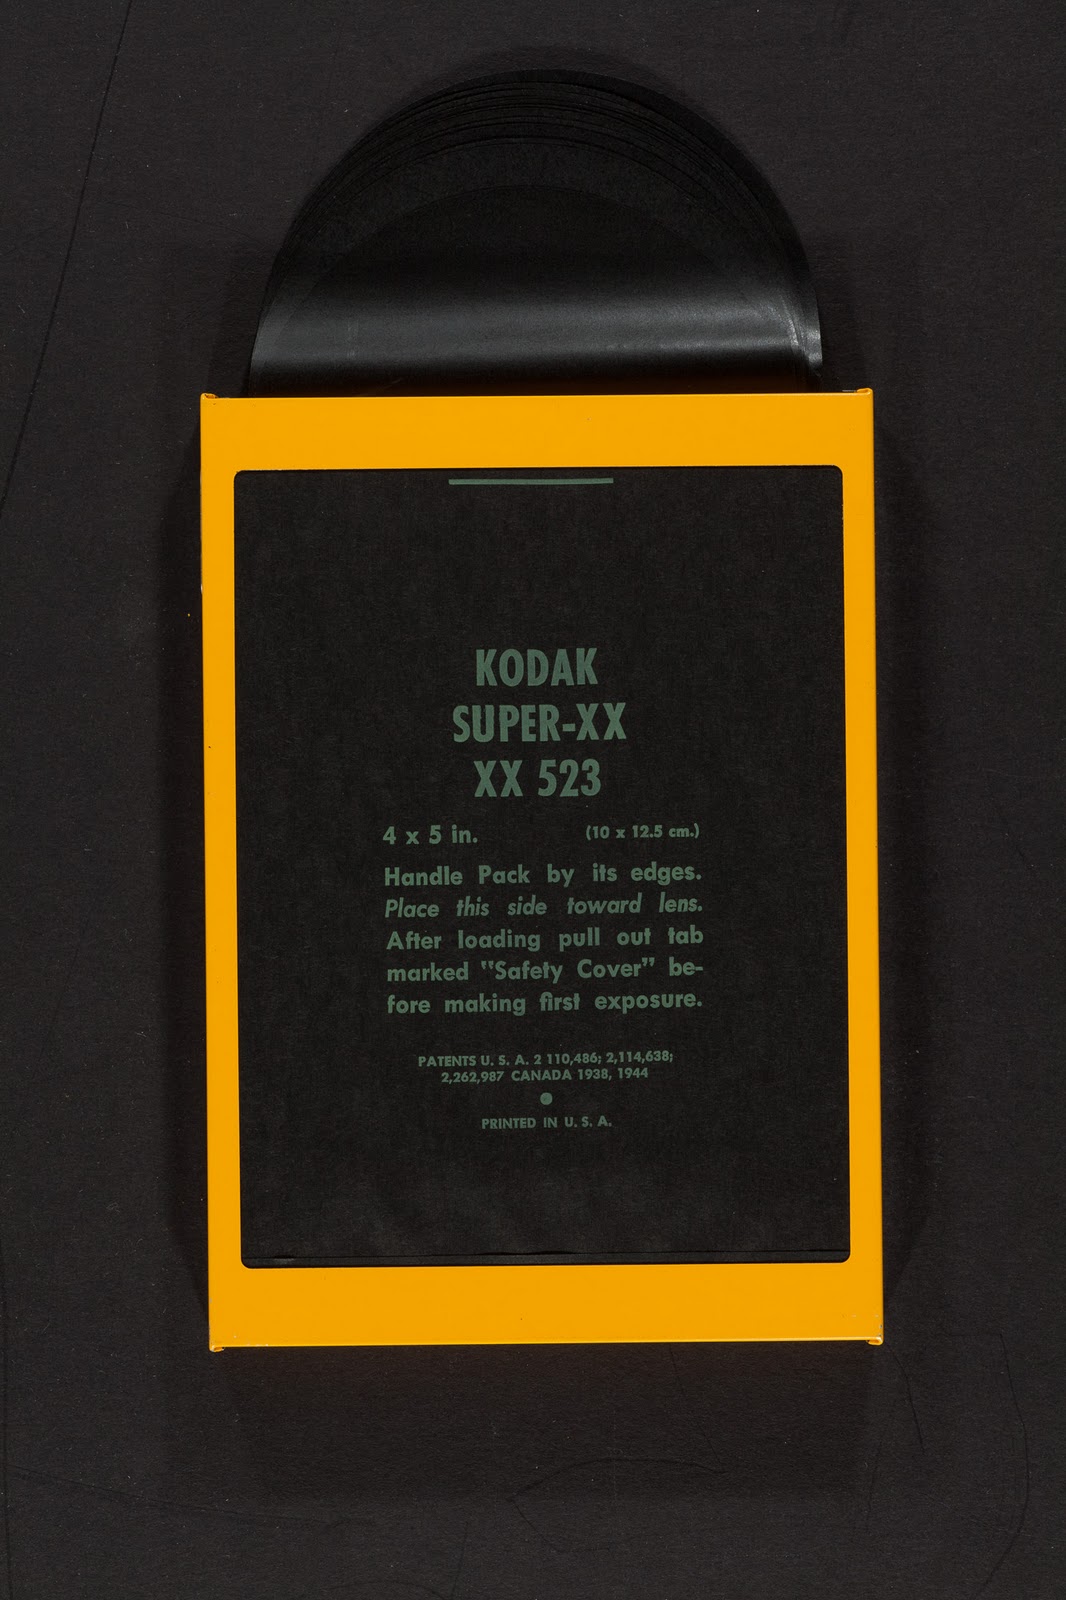 KODAK
SUPER-XX
XX 523
4 x 5 in. (10 x 12.5 cm.)
Handle Pack by its edges.
Place this side toward lens.
After loading pull out tab
marked "Safety Cover" be-
fore making first exposure.
PATENTS U. S. A. 2 110,486; 2,114,638;
2,262,987 CANADA 1938, 1944
PRINTED IN U. S. A.